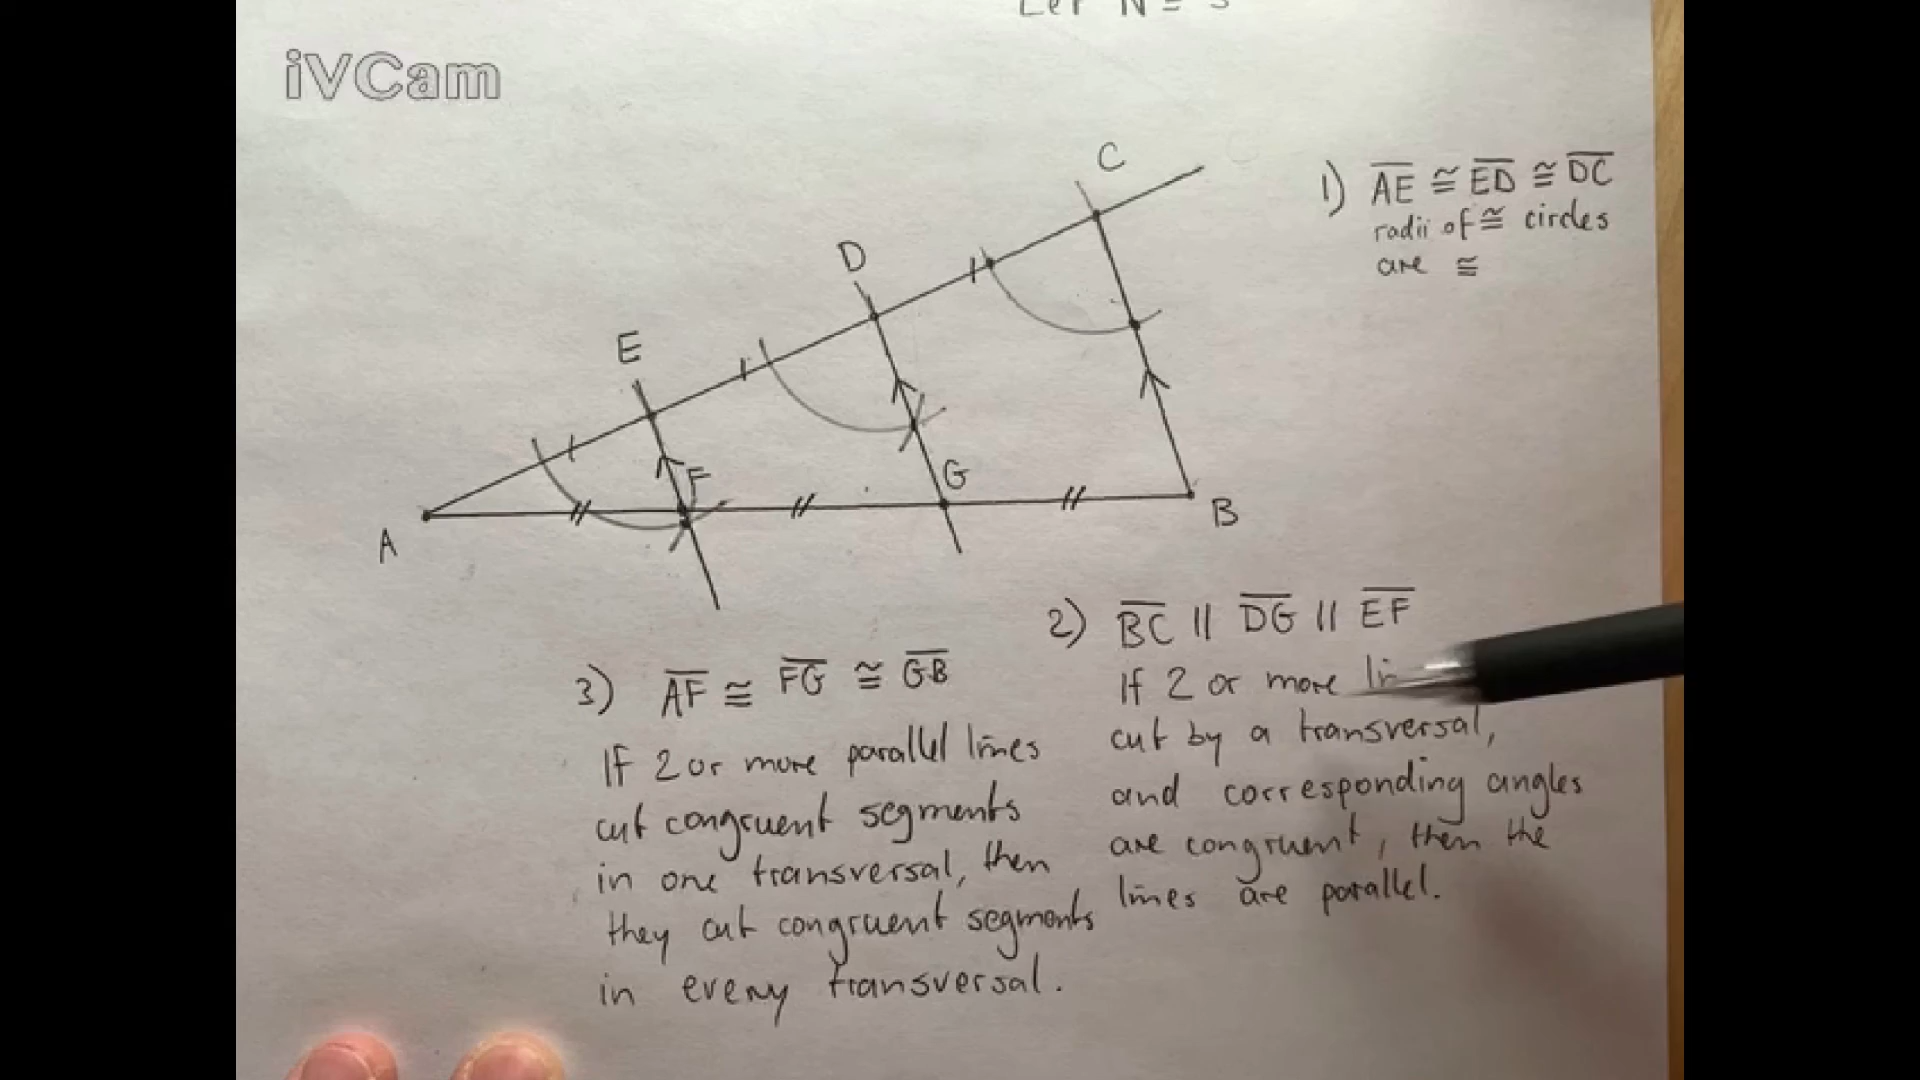 Let N = 3
iVCam
C
D
E
F
G
A
B
1) AE ≅ ED ≅ DC
radii of ≅ circles
are ≅
2) BC || DG || EF
If 2 or more
cut by a transversal,
and corresponding angles
are congruent, then the
lines are parallel.
3) AF ≅ FG ≅ GB
If 2 or more parallel lines
cut congruent segments
in one transversal, then
they cut congruent segments
in every transversal.